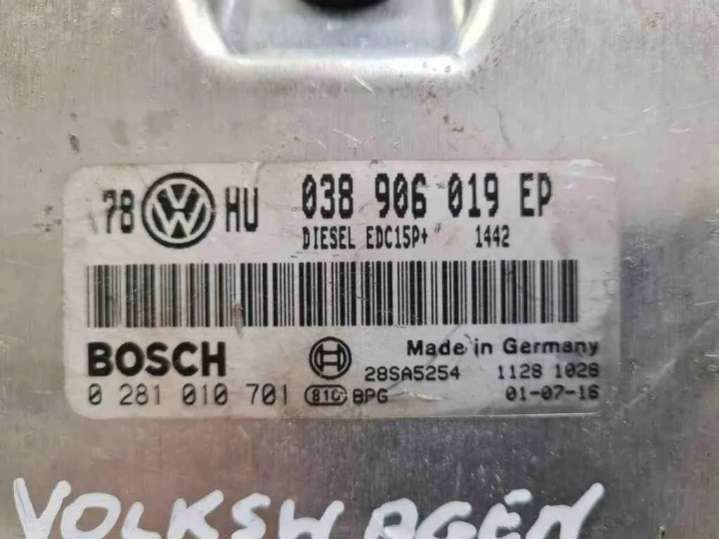 78 HU 038 906 019 EP
DIESEL EDC15P+ 1442
BOSCH
Made in Germany
28SA5254 1128 1028
0 281 010 701 810 BPG 01-07-16
VOLKSWAGEN